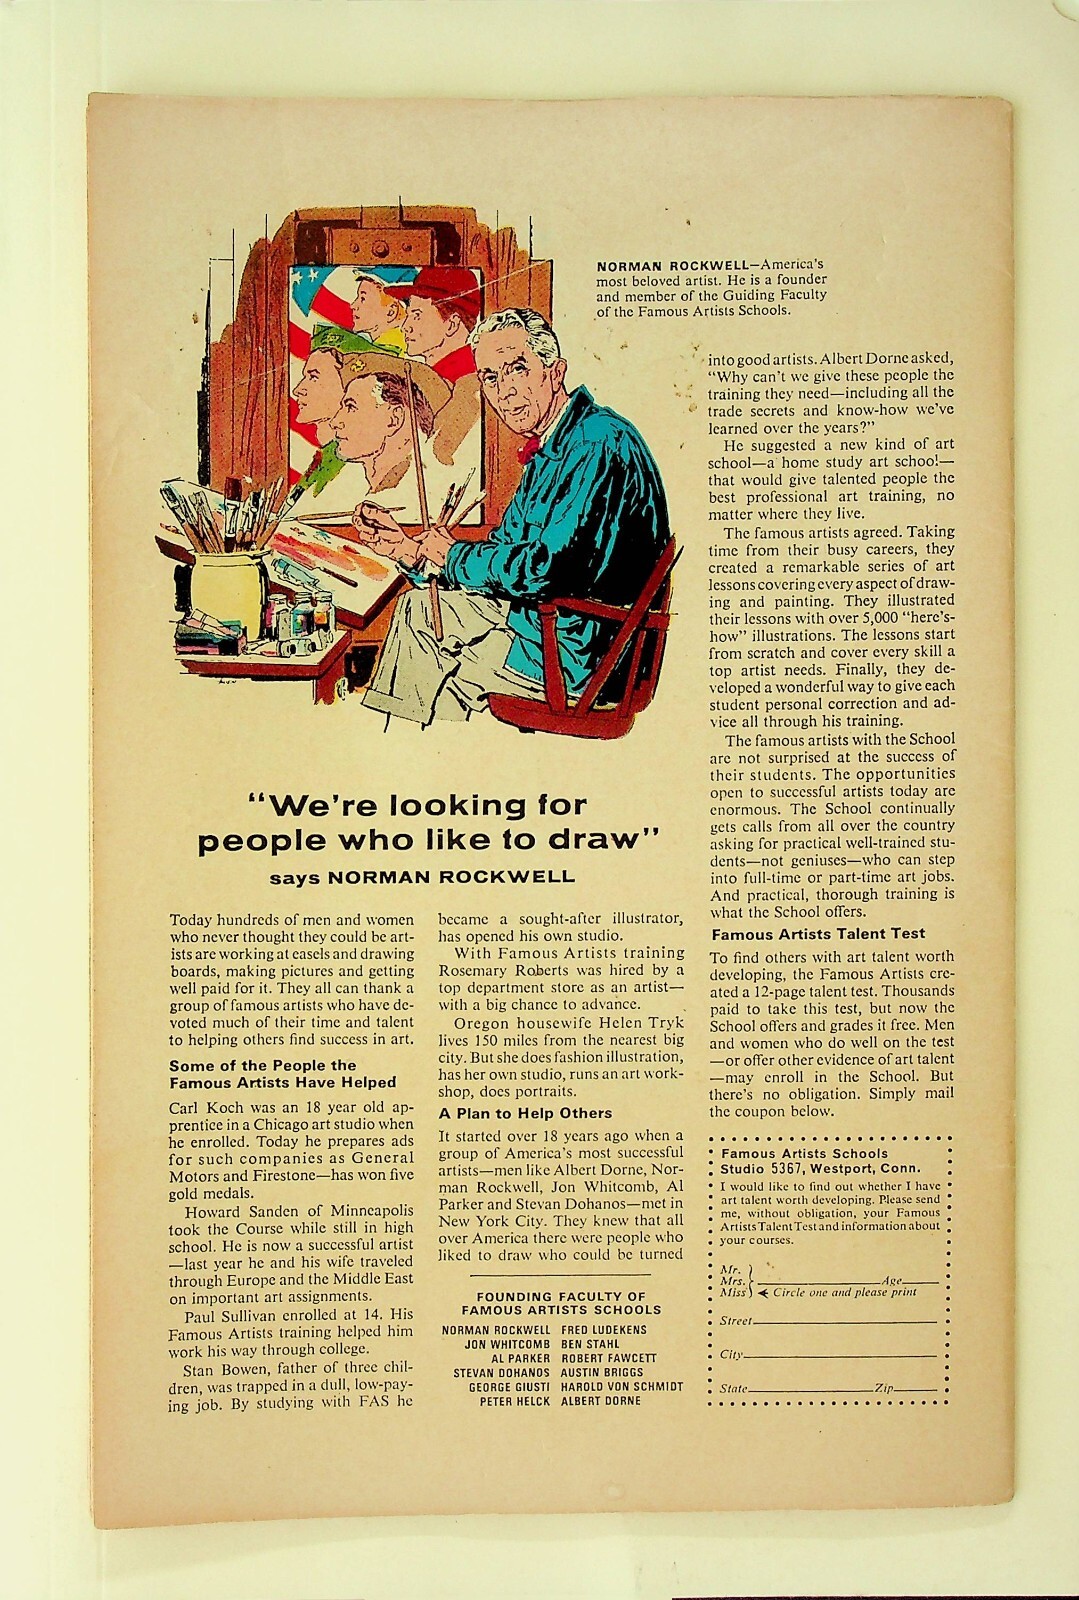 NORMAN ROCKWELL—America's
most beloved artist. He is a founder
and member of the Guiding Faculty
of the Famous Artists Schools.
"We're looking for
people who like to draw"
says NORMAN ROCKWELL
Today hundreds of men and women
who never thought they could be art-
ists are working at easels and drawing
boards, making pictures and getting
well paid for it. They all can thank a
group of famous artists who have de-
voted much of their time and talent
to helping others find success in art.
Some of the People the
Famous Artists Have Helped
Carl Koch was an 18 year old ap-
prentice in a Chicago art studio when
he enrolled. Today he prepares ads
for such companies as General
Motors and Firestone—has won five
gold medals.
Howard Sanden of Minneapolis
took the Course while still in high
school. He is now a successful artist
—last year he and his wife traveled
through Europe and the Middle East
on important art assignments.
Paul Sullivan enrolled at 14. His
Famous Artists training helped him
work his way through college.
Stan Bowen, father of three chil-
dren, was trapped in a dull, low-pay-
ing job. By studying with FAS he
became a sought-after illustrator,
has opened his own studio.
With Famous Artists training
Rosemary Roberts was hired by a
top department store as an artist—
with a big chance to advance.
Oregon housewife Helen Tryk
lives 150 miles from the nearest big
city. But she does fashion illustration,
has her own studio, runs an art work-
shop, does portraits.
A Plan to Help Others
It started over 18 years ago when a
group of America's most successful
artists—men like Albert Dorne, Nor-
man Rockwell, Jon Whitcomb, Al
Parker and Stevan Dohanos—met in
New York City. They knew that all
over America there were people who
liked to draw who could be turned
FOUNDING FACULTY OF
FAMOUS ARTISTS SCHOOLS
NORMAN ROCKWELL FRED LUDEKENS
JON WHITCOMB BEN STAHL
AL PARKER ROBERT FAWCETT
STEVAN DOHANOS AUSTIN BRIGGS
GEORGE GIUSTI HAROLD VON SCHMIDT
PETER HELCK ALBERT DORNE
into good artists. Albert Dorne asked,
"Why can't we give these people the
training they need—including all the
trade secrets and know-how we've
learned over the years?"
He suggested a new kind of art
school—a home study art school—
that would give talented people the
best professional art training, no
matter where they live.
The famous artists agreed. Taking
time from their busy careers, they
created a remarkable series of art
lessons covering every aspect of draw-
ing and painting. They illustrated
their lessons with over 5,000 "here's-
how" illustrations. The lessons start
from scratch and cover every skill a
top artist needs. Finally, they de-
veloped a wonderful way to give each
student personal correction and ad-
vice all through his training.
The famous artists with the School
are not surprised at the success of
their students. The opportunities
open to successful artists today are
enormous. The School continually
gets calls from all over the country
asking for practical well-trained stu-
dents—not geniuses—who can step
into full-time or part-time art jobs.
And practical, thorough training is
what the School offers.
Famous Artists Talent Test
To find others with art talent worth
developing, the Famous Artists cre-
ated a 12-page talent test. Thousands
paid to take this test, but now the
School offers and grades it free. Men
and women who do well on the test
—or offer other evidence of art talent
—may enroll in the School. But
there's no obligation. Simply mail
the coupon below.
Famous Artists Schools
Studio 5367, Westport, Conn.
I would like to find out whether I have
art talent worth developing. Please send
me, without obligation, your Famous
Artists Talent Test and information about
your courses.
Mr.
Mrs. Age
Miss Circle one and please print
Street
City
State Zip